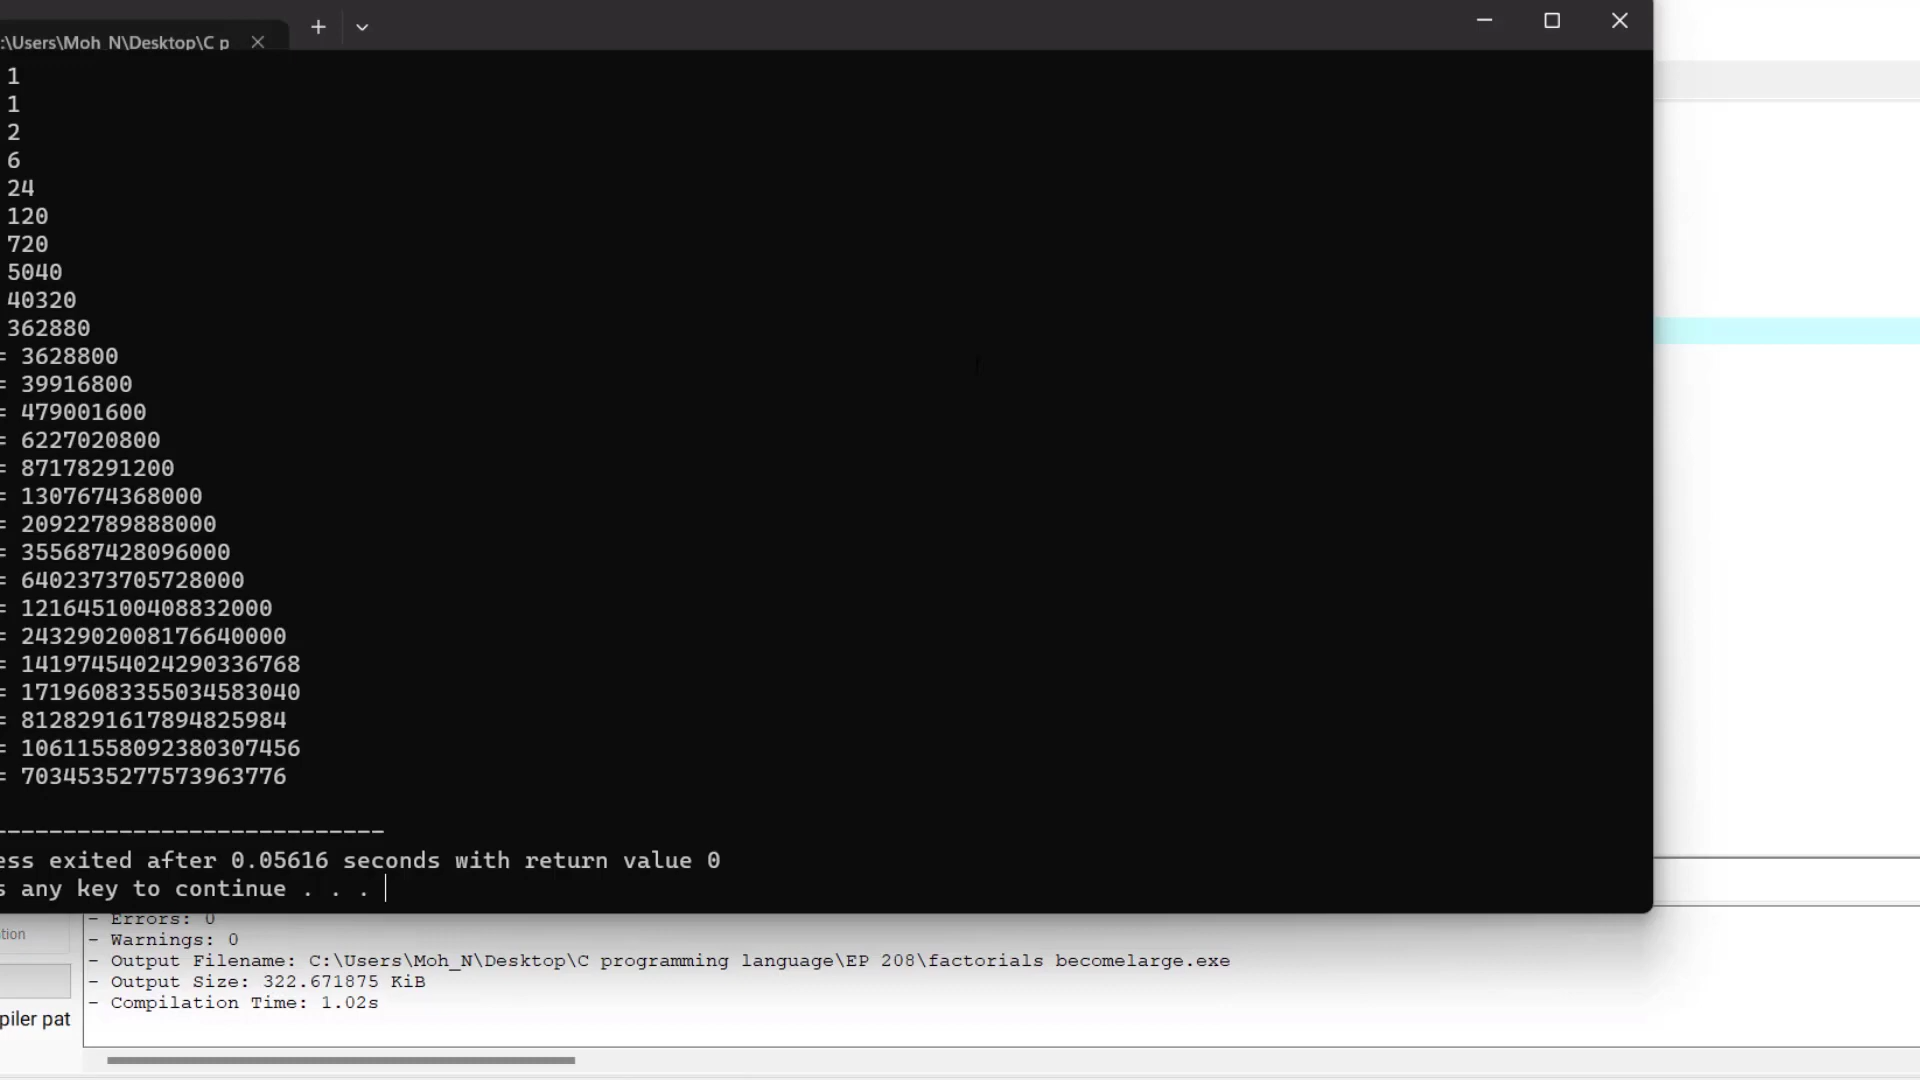 :\Users\Moh_N\Desktop\C p
1
1
2
6
24
120
720
5040
40320
362880
= 3628800
= 39916800
= 479001600
= 6227020800
= 87178291200
= 1307674368000
= 20922789888000
= 355687428096000
= 6402373705728000
= 121645100408832000
= 2432902008176640000
= 14197454024290336768
= 17196083355034583040
= 8128291617894825984
= 10611558092380307456
= 7034535277573963776
----------------------------
ess exited after 0.05616 seconds with return value 0
s any key to continue . . .
- Errors: 0
tion
- Warnings: 0
- Output Filename: C:\Users\Moh_N\Desktop\C programming language\EP 208\factorials becomelarge.exe
- Output Size: 322.671875 KiB
- Compilation Time: 1.02s
piler pat